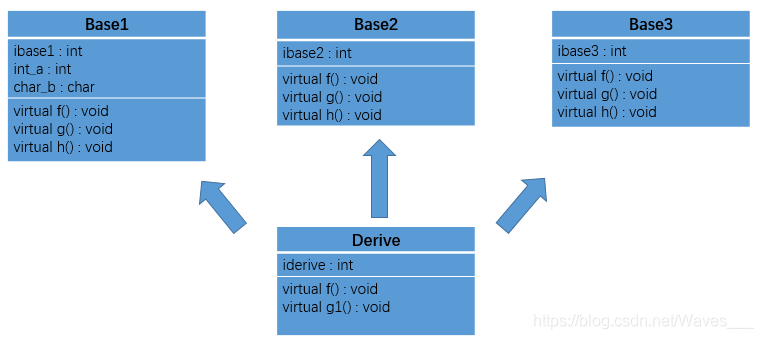 Base1
ibase1 : int
int_a : int
char_b : char
virtual f() : void
virtual g() : void
virtual h() : void
Base2
ibase2 : int
virtual f() : void
virtual g() : void
virtual h() : void
Base3
ibase3 : int
virtual f() : void
virtual g() : void
virtual h() : void
Derive
iderive : int
virtual f() : void
virtual g1() : void
https://blog.csdn.net/Waves___